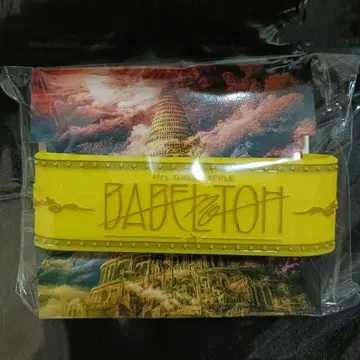 Mrs. GREEN APPLE
BABEL no TOH